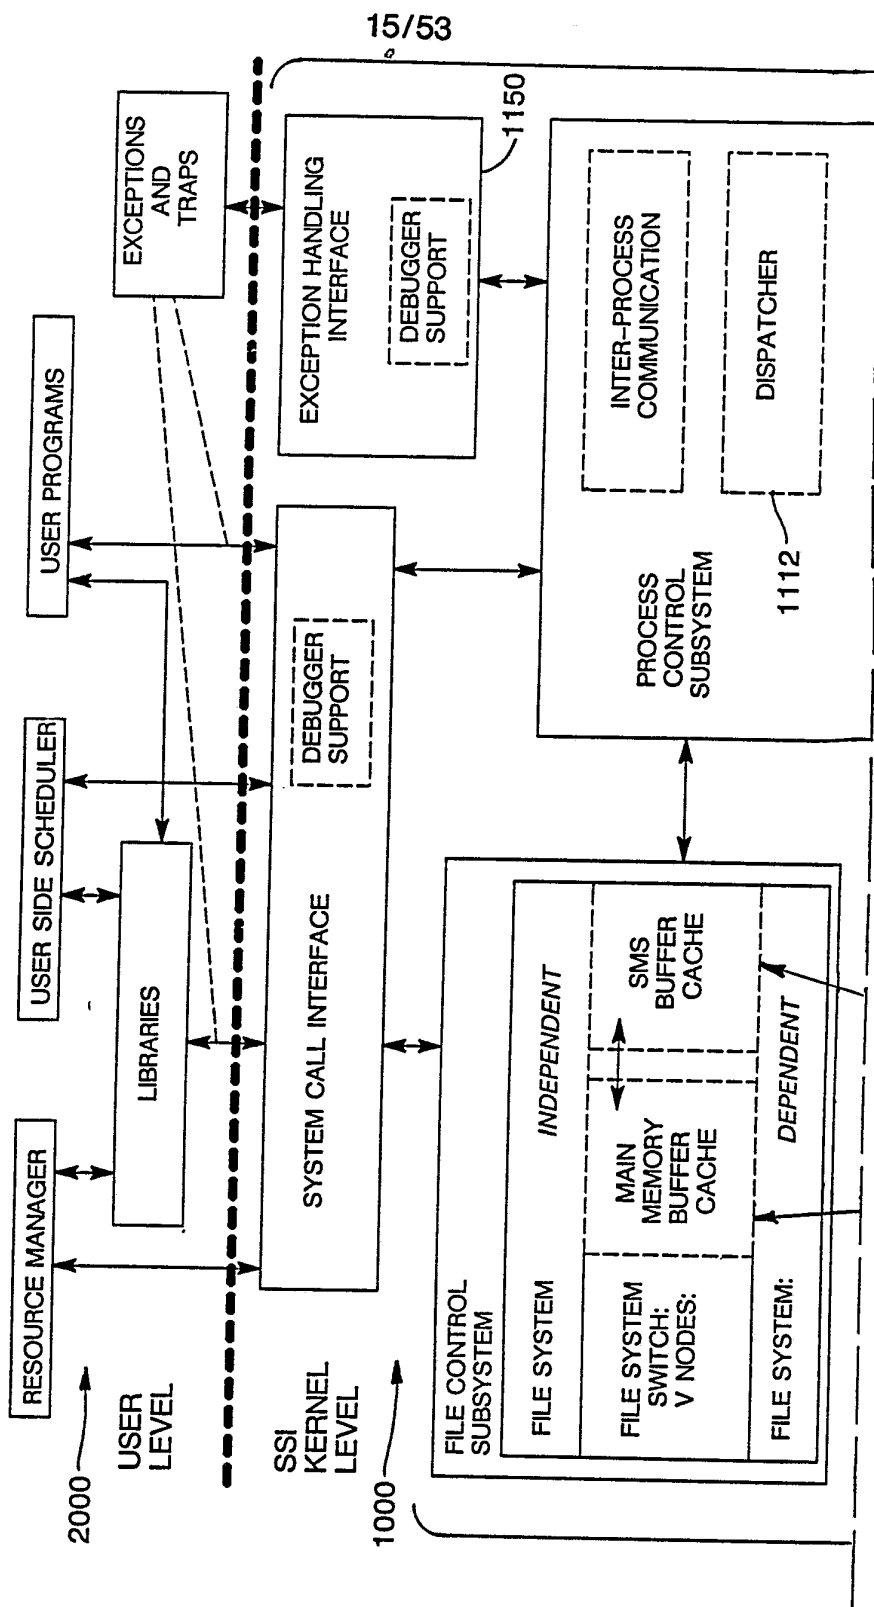 15/53
RESOURCE MANAGER
USER SIDE SCHEDULER
USER PROGRAMS
EXCEPTIONS
AND
TRAPS
LIBRARIES
2000
USER
LEVEL
SSI
KERNEL
LEVEL
1000
SYSTEM CALL INTERFACE
DEBUGGER
SUPPORT
EXCEPTION HANDLING
INTERFACE
DEBUGGER
SUPPORT
1150
FILE CONTROL
SUBSYSTEM
FILE SYSTEM
INDEPENDENT
FILE SYSTEM
SWITCH:
V NODES:
MAIN
MEMORY
BUFFER
CACHE
SMS
BUFFER
CACHE
FILE SYSTEM:
DEPENDENT
PROCESS
CONTROL
SUBSYSTEM
INTER-PROCESS
COMMUNICATION
DISPATCHER
1112